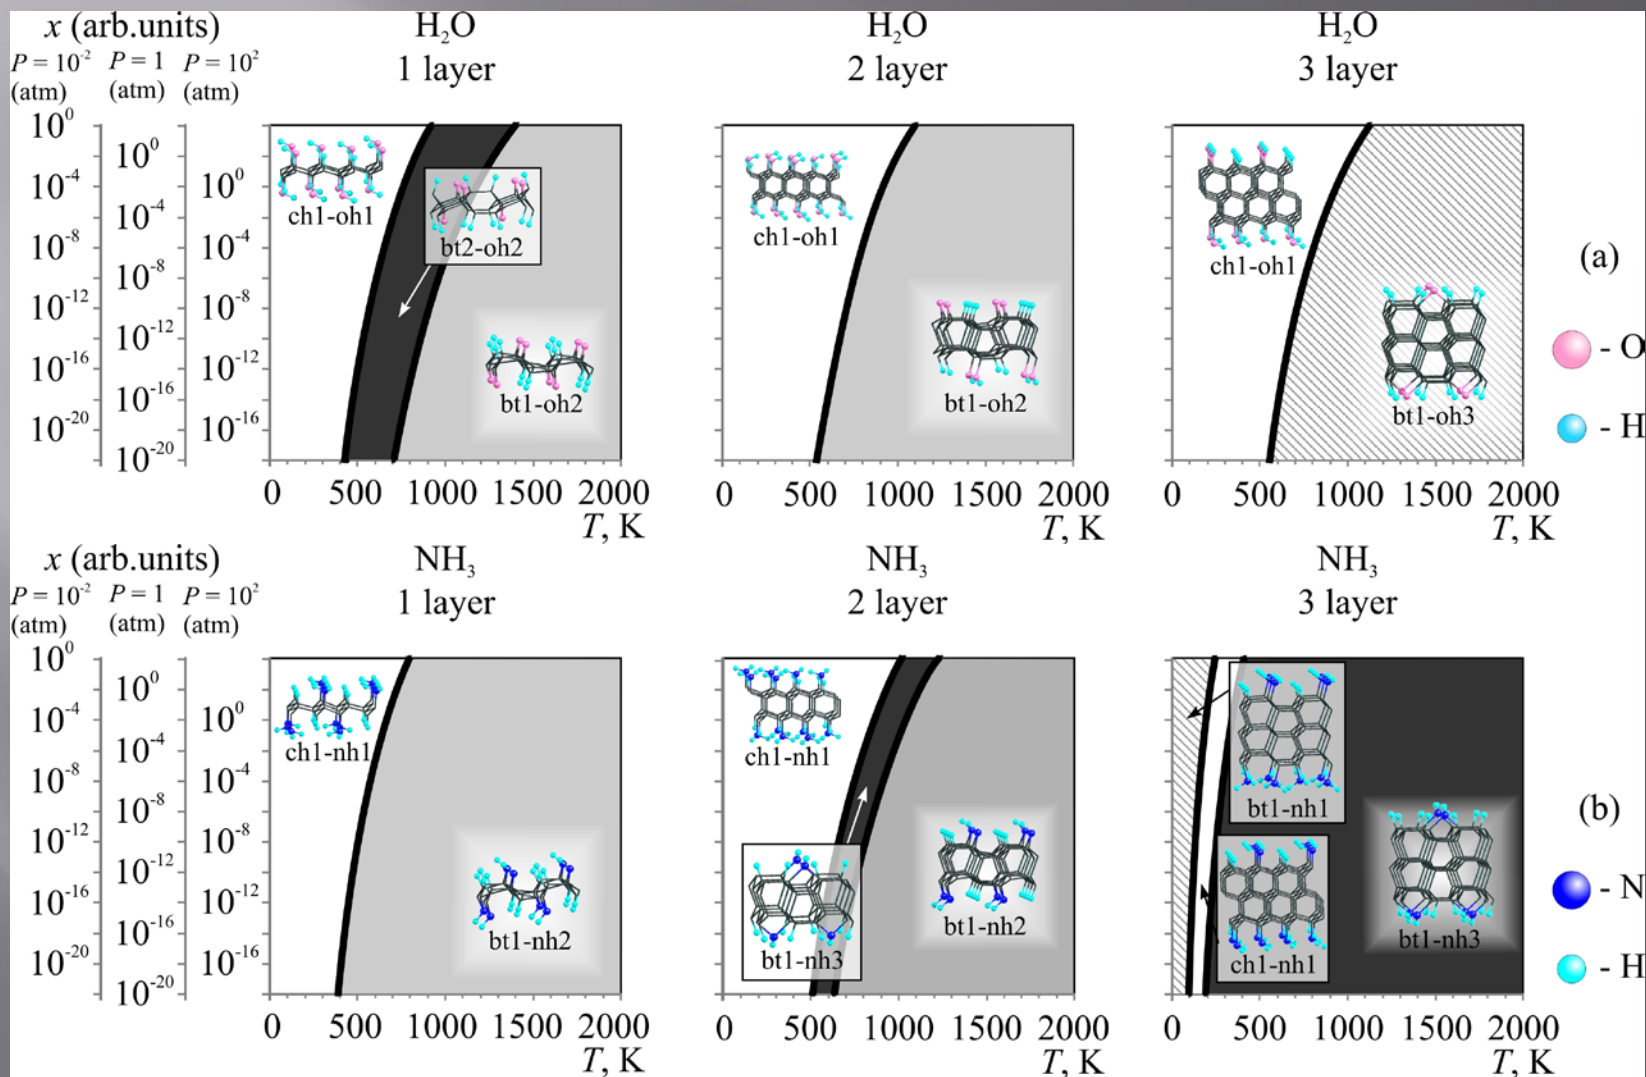 x (arb.units)
P = 10⁻² P = 1 P = 10²
(atm) (atm) (atm)
H₂O
1 layer
H₂O
2 layer
H₂O
3 layer
10⁰
10⁻⁴
10⁻⁸
10⁻¹²
10⁻¹⁶
10⁻²⁰
10⁰
10⁻⁴
10⁻⁸
10⁻¹²
10⁻¹⁶
10⁻²⁰
10⁰
10⁻⁴
10⁻⁸
10⁻¹²
10⁻¹⁶
ch1-oh1
bt2-oh2
bt1-oh2
0 500 1000 1500 2000
T, K
ch1-oh1
bt1-oh2
0 500 1000 1500 2000
T, K
ch1-oh1
bt1-oh3
0 500 1000 1500 2000
T, K
(a)
- O
- H
x (arb.units)
P = 10⁻² P = 1 P = 10²
(atm) (atm) (atm)
NH₃
1 layer
NH₃
2 layer
NH₃
3 layer
10⁰
10⁻⁴
10⁻⁸
10⁻¹²
10⁻¹⁶
10⁻²⁰
10⁰
10⁻⁴
10⁻⁸
10⁻¹²
10⁻¹⁶
10⁻²⁰
10⁰
10⁻⁴
10⁻⁸
10⁻¹²
10⁻¹⁶
ch1-nh1
bt1-nh2
0 500 1000 1500 2000
T, K
ch1-nh1
bt1-nh3
bt1-nh2
0 500 1000 1500 2000
T, K
bt1-nh1
ch1-nh1
bt1-nh3
0 500 1000 1500 2000
T, K
(b)
- N
- H